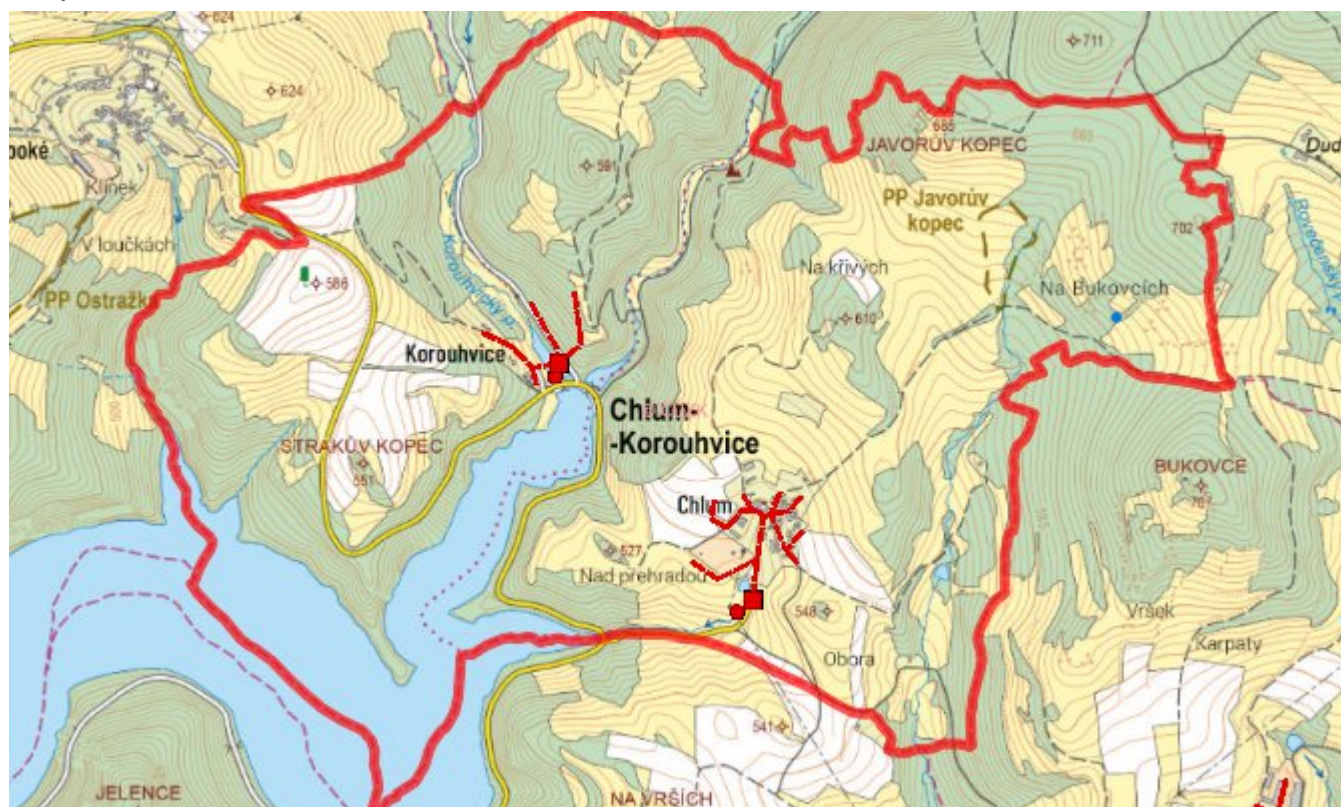 624
624
711
boké
Klínek
685
JAVORŮV KOPEC
Dud
591
PP Javorův
kopec
V loučkách
702
Rovečenský p.
Korouhvický p.
Na křivých
586
PP Ostražka
Na Bukovcích
610
Korouhvice
Chlum-
-Korouhvice
STRAKŮV KOPEC
551
BUKOVCE
Chlum
527
Nad přehradou
548
Vršek
Karpaty
Obora
541
JELENCE
NA VRŠÍCH